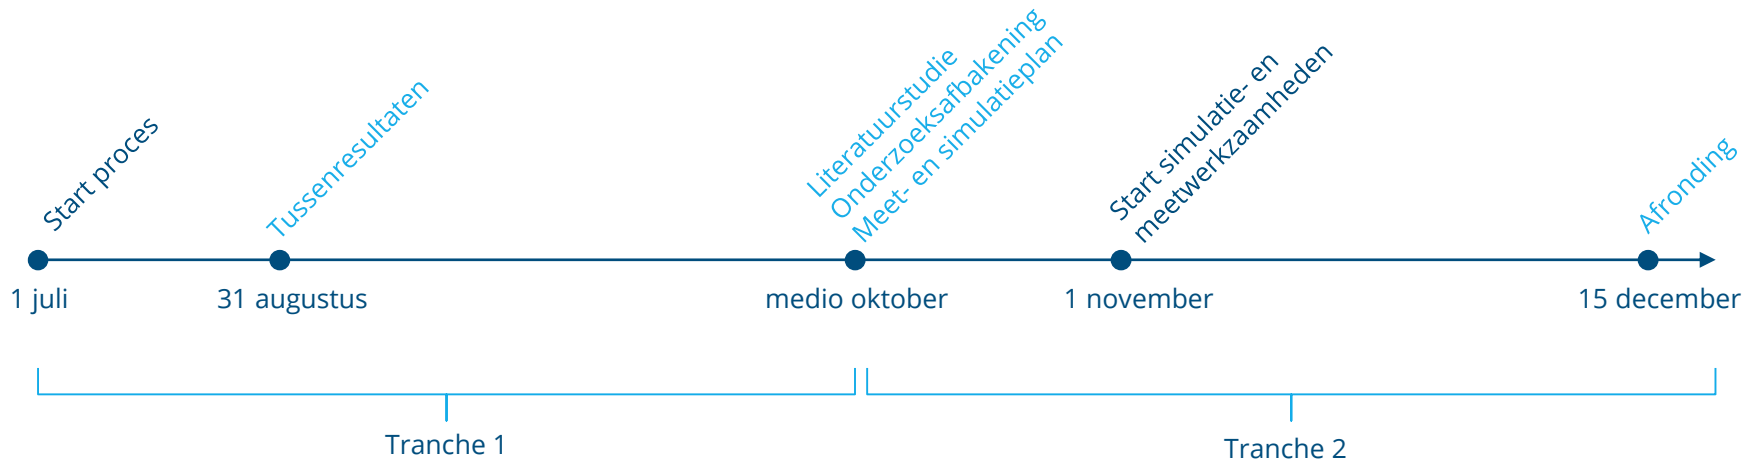 Start proces
Tussenresultaten
Literatuurstudie
Onderzoeksafbakening
Meet- en simulatieplan
Start simulatie- en
meetwerkzaamheden
Afronding
1 juli
31 augustus
medio oktober
1 november
15 december
Tranche 1
Tranche 2